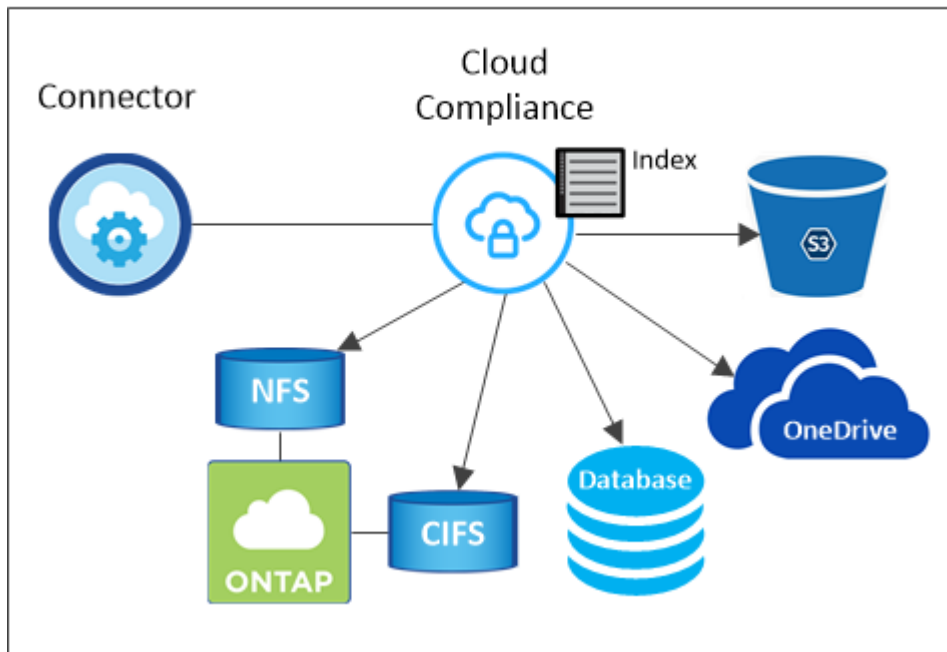 Connector
Cloud
Compliance
Index
S3
NFS
OneDrive
Database
CIFS
ONTAP